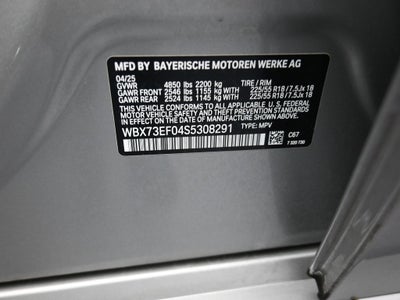 MFD BY BAYERISCHE MOTOREN WERKE AG
04/25
GVWR 4850 lbs 2200 kg TIRE / RIM
GAWR FRONT 2546 lbs 1155 kg 225/55 R18 /7.5Jx 18
GAWR REAR 2524 lbs 1145 kg 225/55 R18 /7.5Jx 18
THIS VEHICLE CONFORMS TO ALL APPLICABLE U.S. FEDERAL
MOTOR VEHICLE SAFETY, BUMPER, AND THEFT PREVENTION
STANDARDS IN EFFECT ON THE DATE OF MANUFACTURE
SHOWN ABOVE.
WBX73EF04S5308291 TYPE: MPV C67